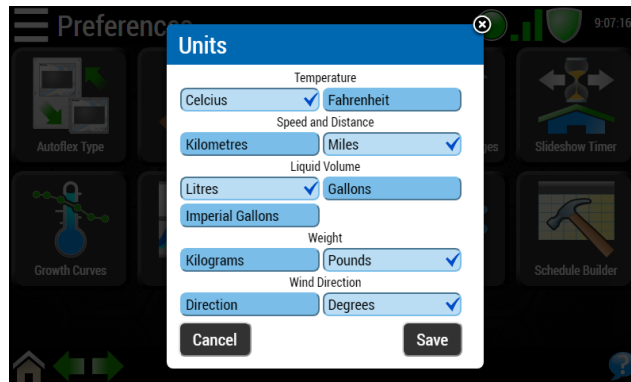 Preferences
9:07:16
Units
Temperature
Celcius Fahrenheit
Speed and Distance
Kilometres Miles
Liquid Volume
Litres Gallons
Imperial Gallons
Weight
Kilograms Pounds
Wind Direction
Direction Degrees
Cancel Save
Autoflex Type
Slideshow Timer
Growth Curves
Schedule Builder